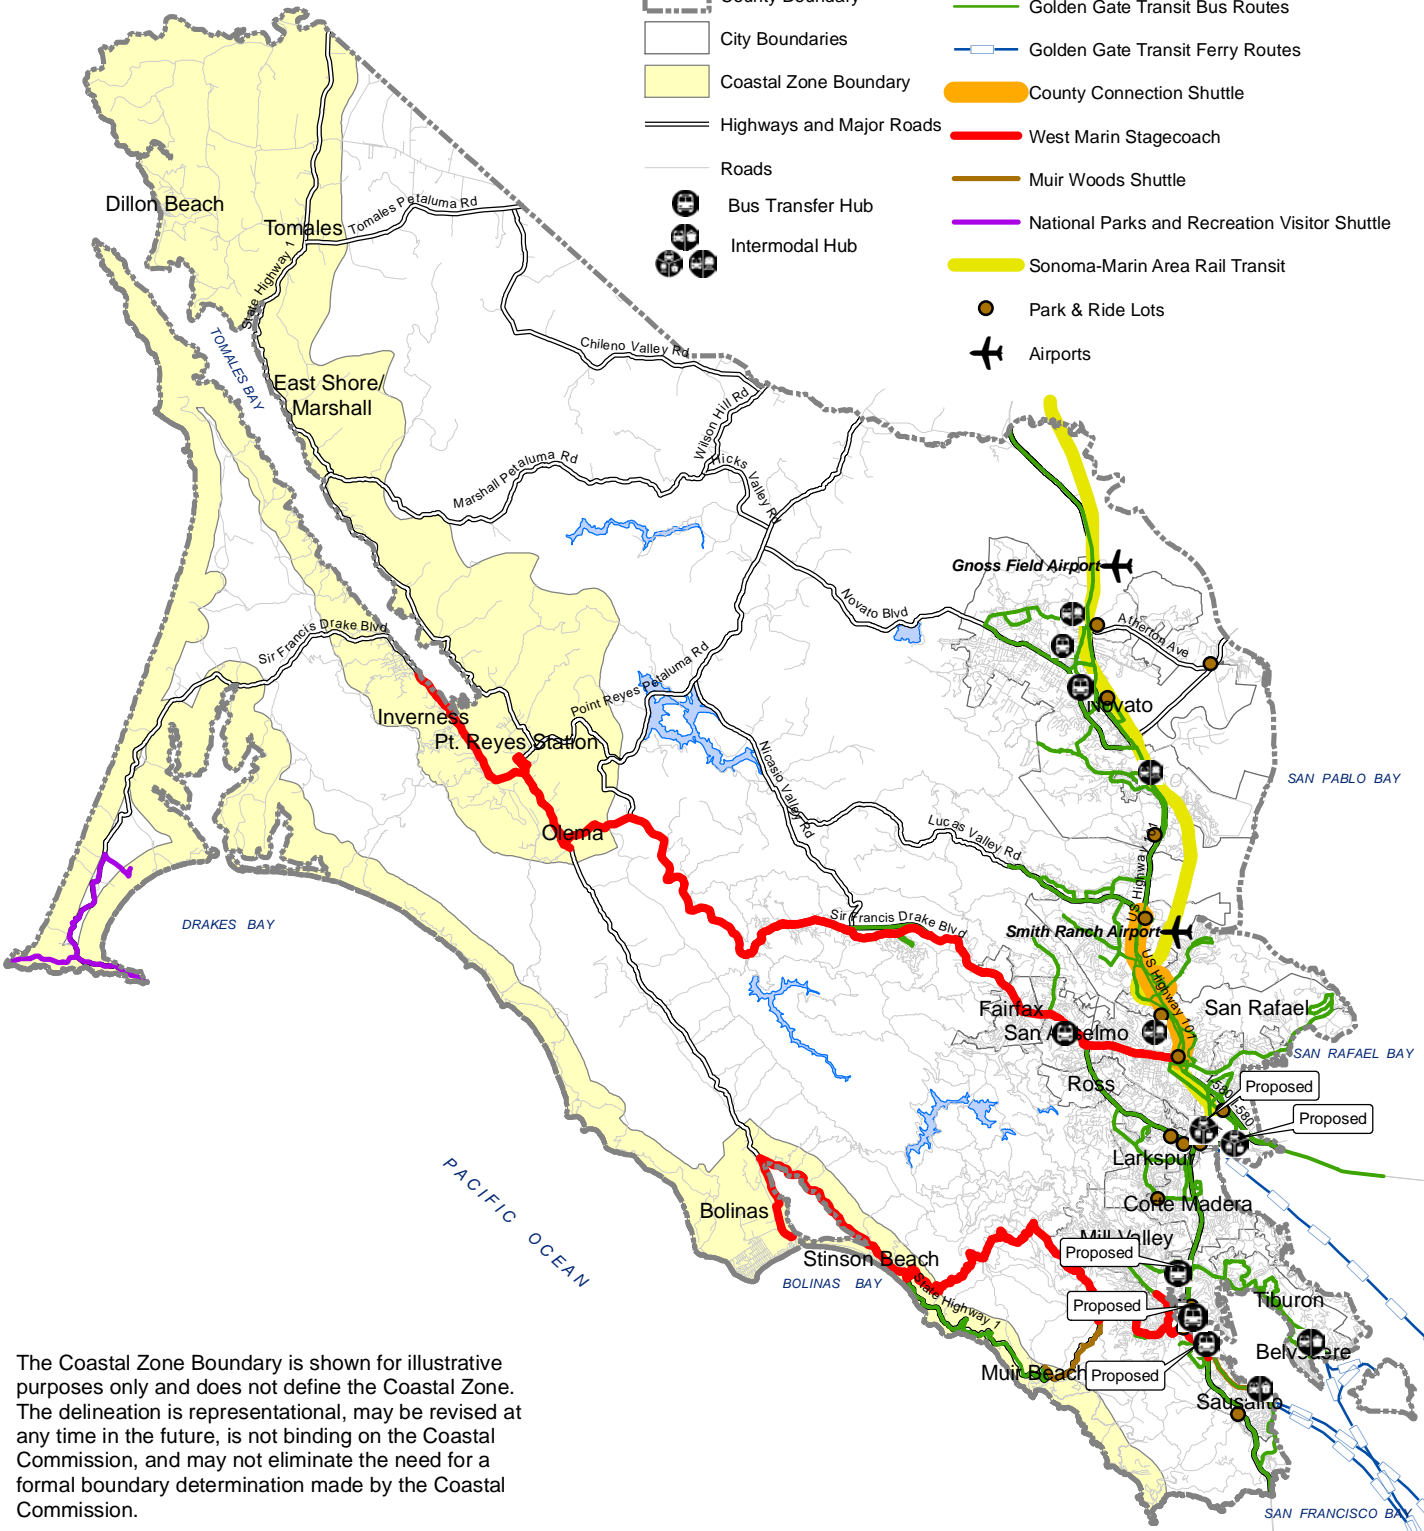 County Boundary
City Boundaries
Coastal Zone Boundary
Highways and Major Roads
Roads
Bus Transfer Hub
Intermodal Hub
Golden Gate Transit Bus Routes
Golden Gate Transit Ferry Routes
County Connection Shuttle
West Marin Stagecoach
Muir Woods Shuttle
National Parks and Recreation Visitor Shuttle
Sonoma-Marin Area Rail Transit
Park & Ride Lots
Airports
Dillon Beach
Tomales
Tomales Petaluma Rd
State Highway 1
TOMALES BAY
Chileno Valley Rd
East Shore/
Marshall
Wilson Hill Rd
Marshall Petaluma Rd
Hicks Valley Rd
Gnoss Field Airport
Novato Blvd
Atherton Ave
Sir Francis Drake Blvd
Point Reyes Petaluma Rd
Inverness
Novato
Pt. Reyes Station
SAN PABLO BAY
Nicasio Valley Rd
Olema
Lucas Valley Rd
US Highway 101
DRAKES BAY
Sir Francis Drake Blvd
Smith Ranch Airport
US Highway 101
Fairfax
San Rafael
San Anselmo
SAN RAFAEL BAY
Ross
I-580
I-580
Proposed
Proposed
Larkspur
PACIFIC OCEAN
Corte Madera
Bolinas
Mill Valley
Proposed
Stinson Beach
BOLINAS BAY
State Highway 1
Tiburon
Proposed
Belvedere
Muir Beach
Proposed
Sausalito
SAN FRANCISCO BAY
The Coastal Zone Boundary is shown for illustrative
purposes only and does not define the Coastal Zone.
The delineation is representational, may be revised at
any time in the future, is not binding on the Coastal
Commission, and may not eliminate the need for a
formal boundary determination made by the Coastal
Commission.